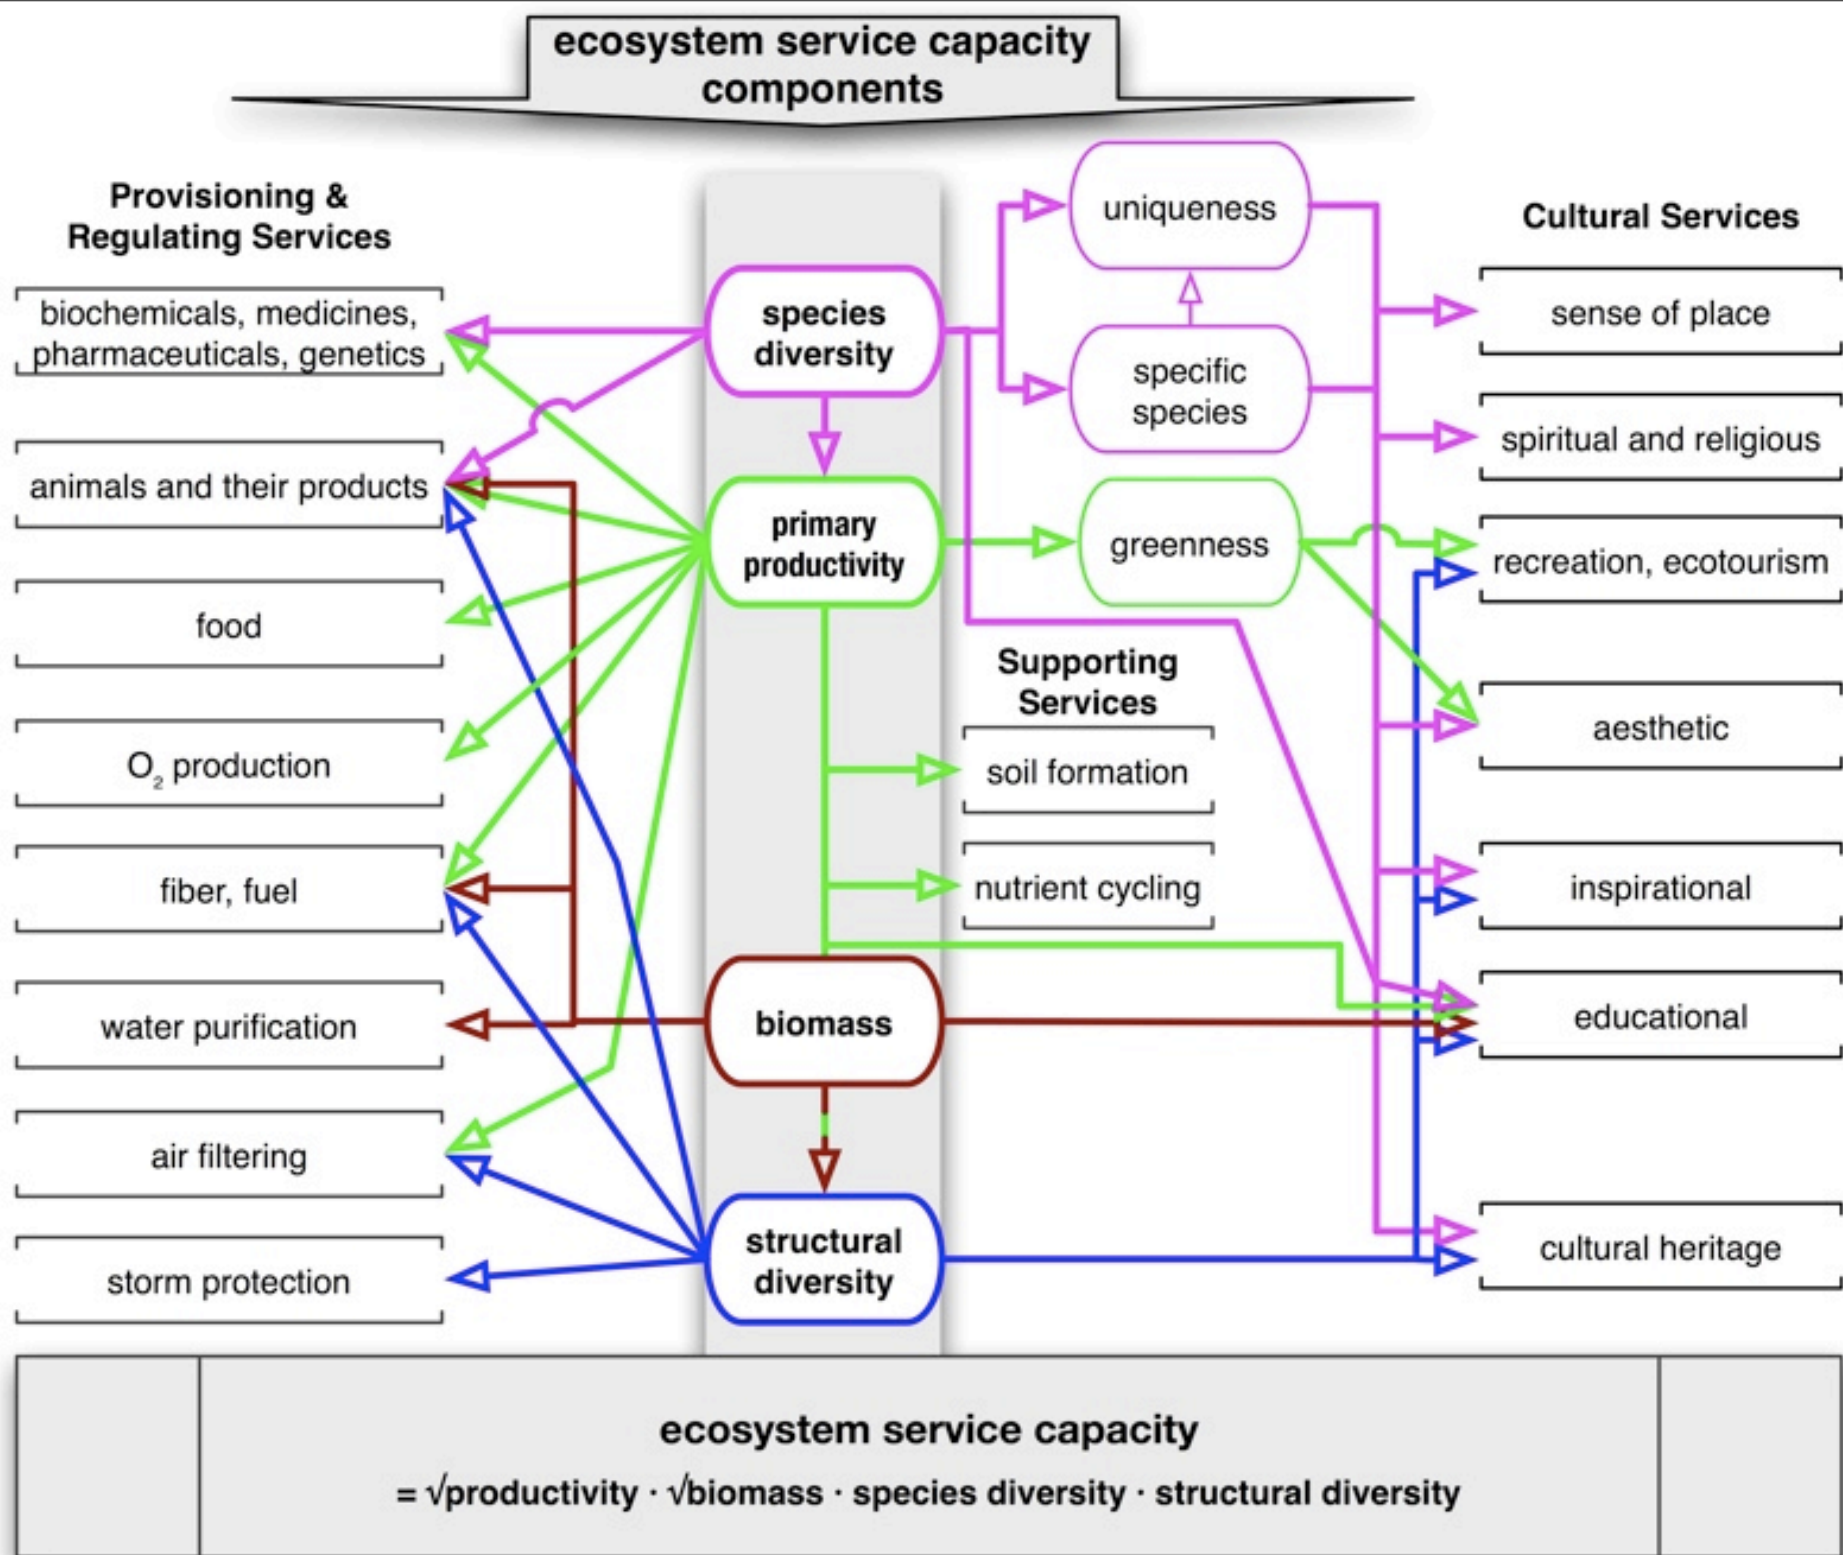 ecosystem service capacity
components
Provisioning &
Regulating Services
biochemicals, medicines,
pharmaceuticals, genetics
animals and their products
food
O₂ production
fiber, fuel
water purification
air filtering
storm protection
species
diversity
primary
productivity
biomass
structural
diversity
uniqueness
specific
species
greenness
Supporting
Services
soil formation
nutrient cycling
Cultural Services
sense of place
spiritual and religious
recreation, ecotourism
aesthetic
inspirational
educational
cultural heritage
ecosystem service capacity
= √productivity · √biomass · species diversity · structural diversity